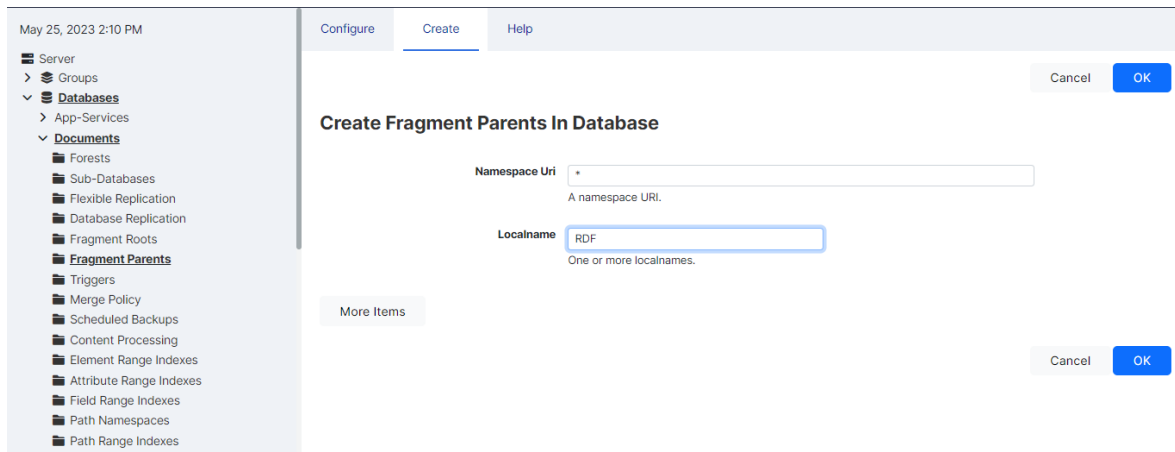 May 25, 2023 2:10 PM
Server
Groups
Databases
App-Services
Documents
Forests
Sub-Databases
Flexible Replication
Database Replication
Fragment Roots
Fragment Parents
Triggers
Merge Policy
Scheduled Backups
Content Processing
Element Range Indexes
Attribute Range Indexes
Field Range Indexes
Path Namespaces
Path Range Indexes
Configure Create Help
Cancel OK
Create Fragment Parents In Database
Namespace Uri *
A namespace URI.
Localname RDF
One or more localnames.
More Items
Cancel OK